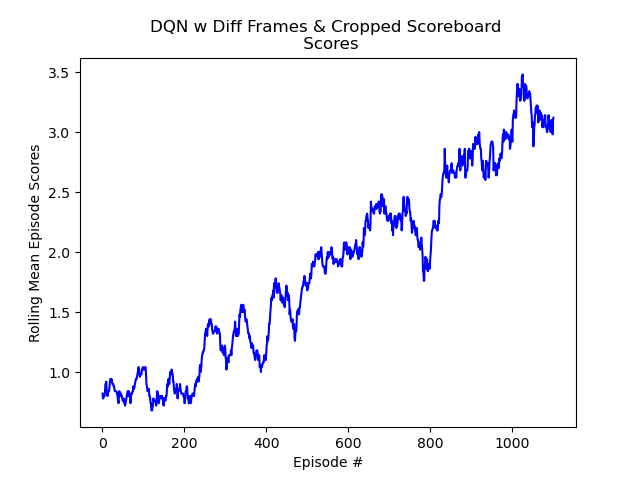 DQN w Diff Frames & Cropped Scoreboard
Scores
3.5
3.0
2.5
2.0
1.5
1.0
Rolling Mean Episode Scores
0 200 400 600 800 1000
Episode #